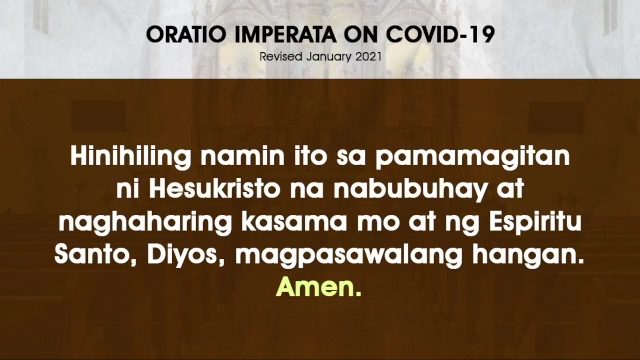 ORATIO IMPERATA ON COVID-19
Revised January 2021
Hinihiling namin ito sa pamamagitan
ni Hesukristo na nabubuhay at
naghaharing kasama mo at ng Espiritu
Santo, Diyos, magpasawalang hangan.
Amen.